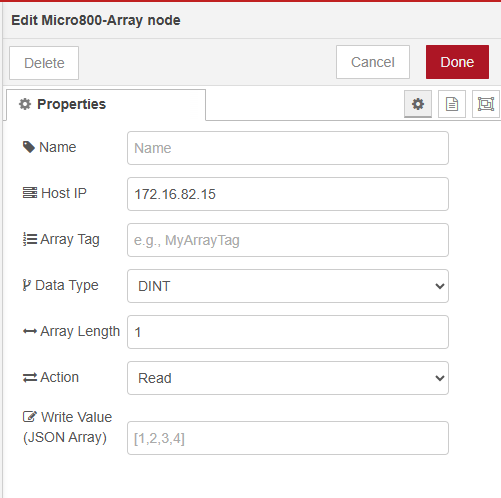 Edit Micro800-Array node
Delete
Cancel
Done
Properties
Name
Name
Host IP
172.16.82.15
Array Tag
e.g., MyArrayTag
Data Type
DINT
Array Length
1
Action
Read
Write Value
(JSON Array)
[1,2,3,4]